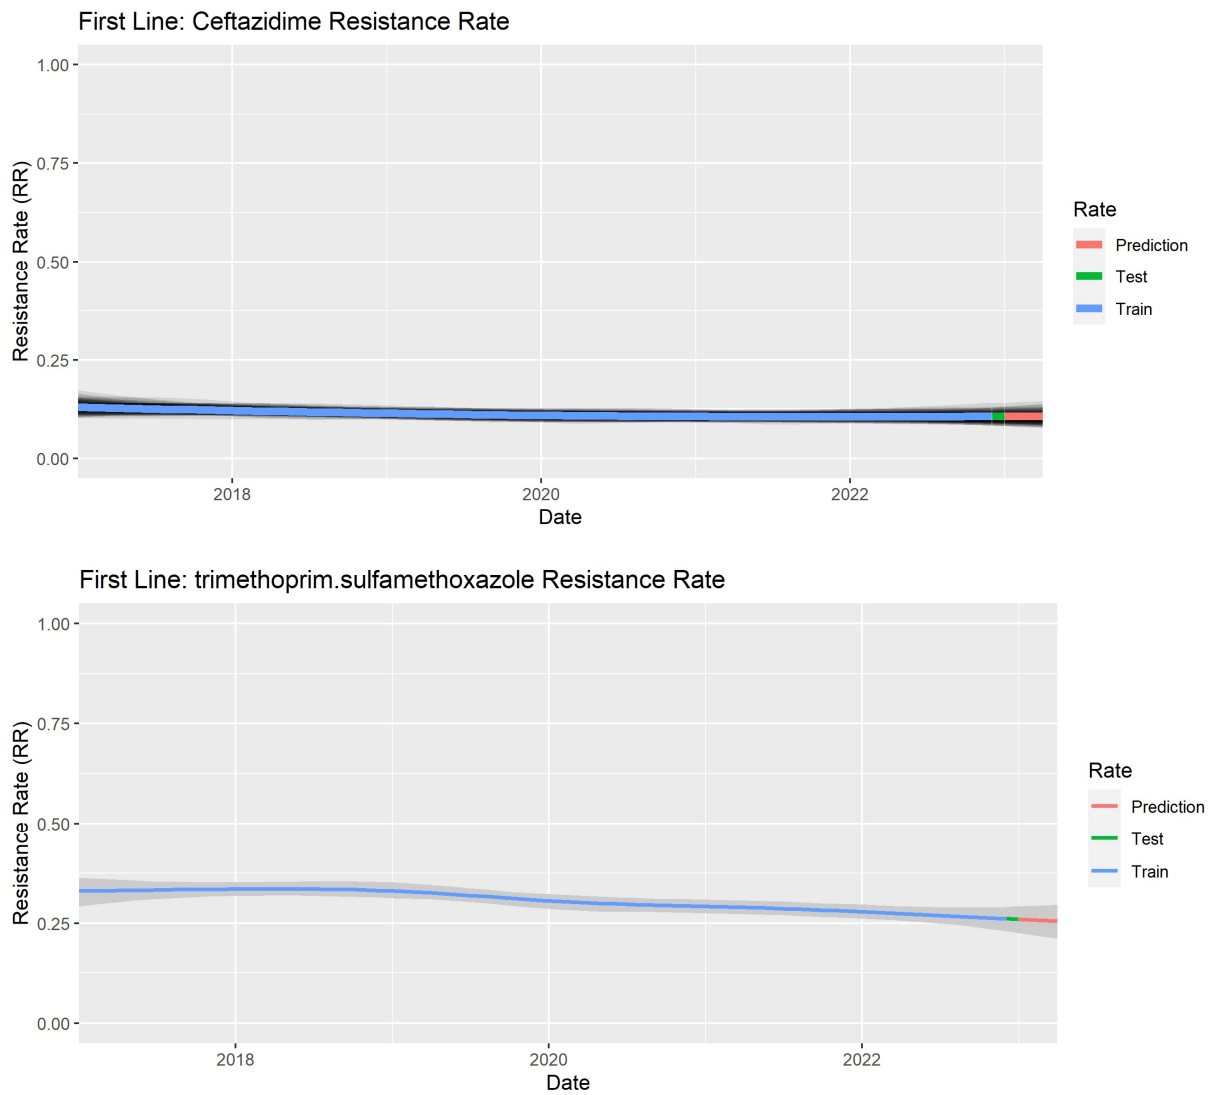 First Line: Ceftazidime Resistance Rate
Resistance Rate (RR)
1.00
0.75
0.50
0.25
0.00
2018
2020
2022
Date
Rate
Prediction
Test
Train
First Line: trimethoprim.sulfamethoxazole Resistance Rate
Resistance Rate (RR)
1.00
0.75
0.50
0.25
0.00
2018
2020
2022
Date
Rate
Prediction
Test
Train